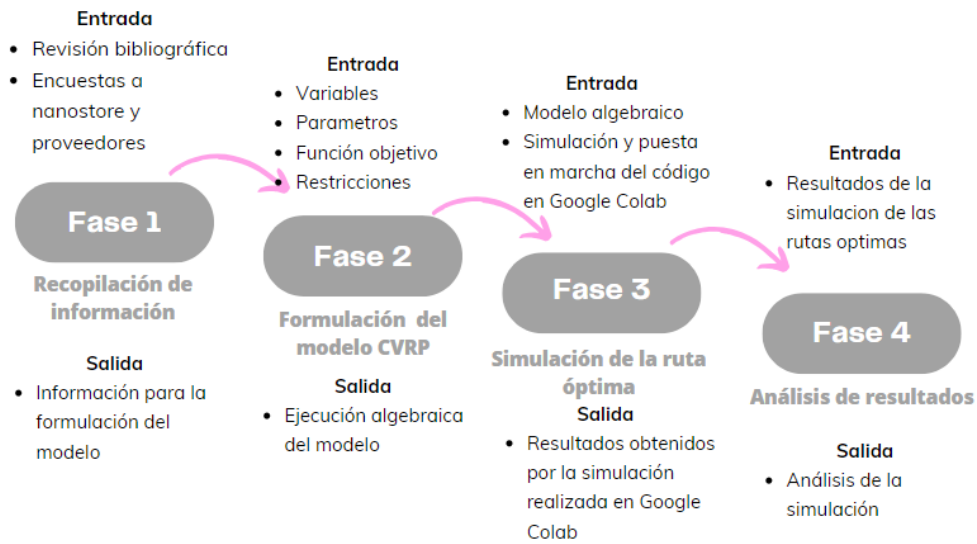 Entrada
• Revisión bibliográfica
• Encuestas a
nanostore y
proveedores
Fase 1
Recopilación de
información
Salida
• Información para la
formulación del
modelo
Entrada
• Variables
• Parametros
• Función objetivo
• Restricciones
Fase 2
Formulación del
modelo CVRP
Salida
• Ejecución algebraica
del modelo
Entrada
• Modelo algebraico
• Simulación y puesta
en marcha del código
en Google Colab
Fase 3
Simulación de la ruta
óptima
Salida
• Resultados obtenidos
por la simulación
realizada en Google
Colab
Entrada
• Resultados de la
simulacion de las
rutas optimas
Fase 4
Análisis de resultados
Salida
• Análisis de la
simulación